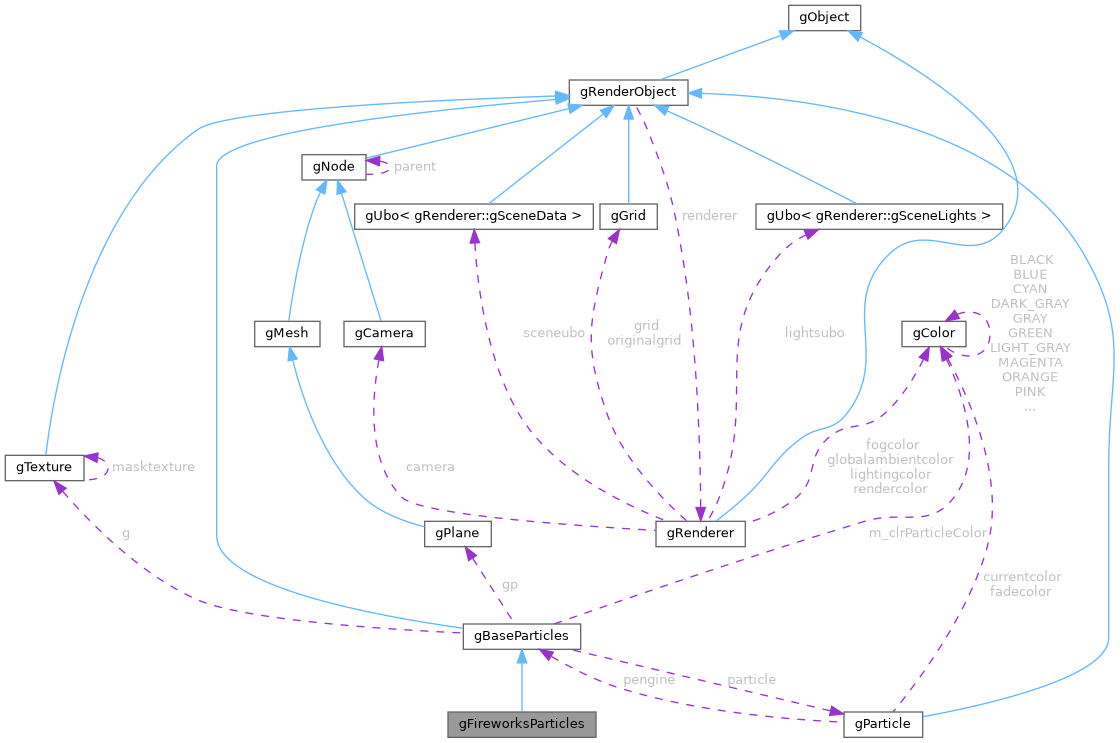 gObject
gRenderObject
gNode
parent
gUbo< gRenderer::gSceneData >
gGrid
renderer
gUbo< gRenderer::gSceneLights >
BLACK
BLUE
CYAN
DARK_GRAY
GRAY
GREEN
LIGHT_GRAY
MAGENTA
ORANGE
PINK
...
gMesh
gCamera
sceneubo
grid
originalgrid
lightsubo
gColor
gTexture
masktexture
camera
fogcolor
globalambientcolor
lightingcolor
rendercolor
g
gPlane
gRenderer
m_clrParticleColor
gp
currentcolor
fadecolor
gBaseParticles
pengine
particle
gFireworksParticles
gParticle